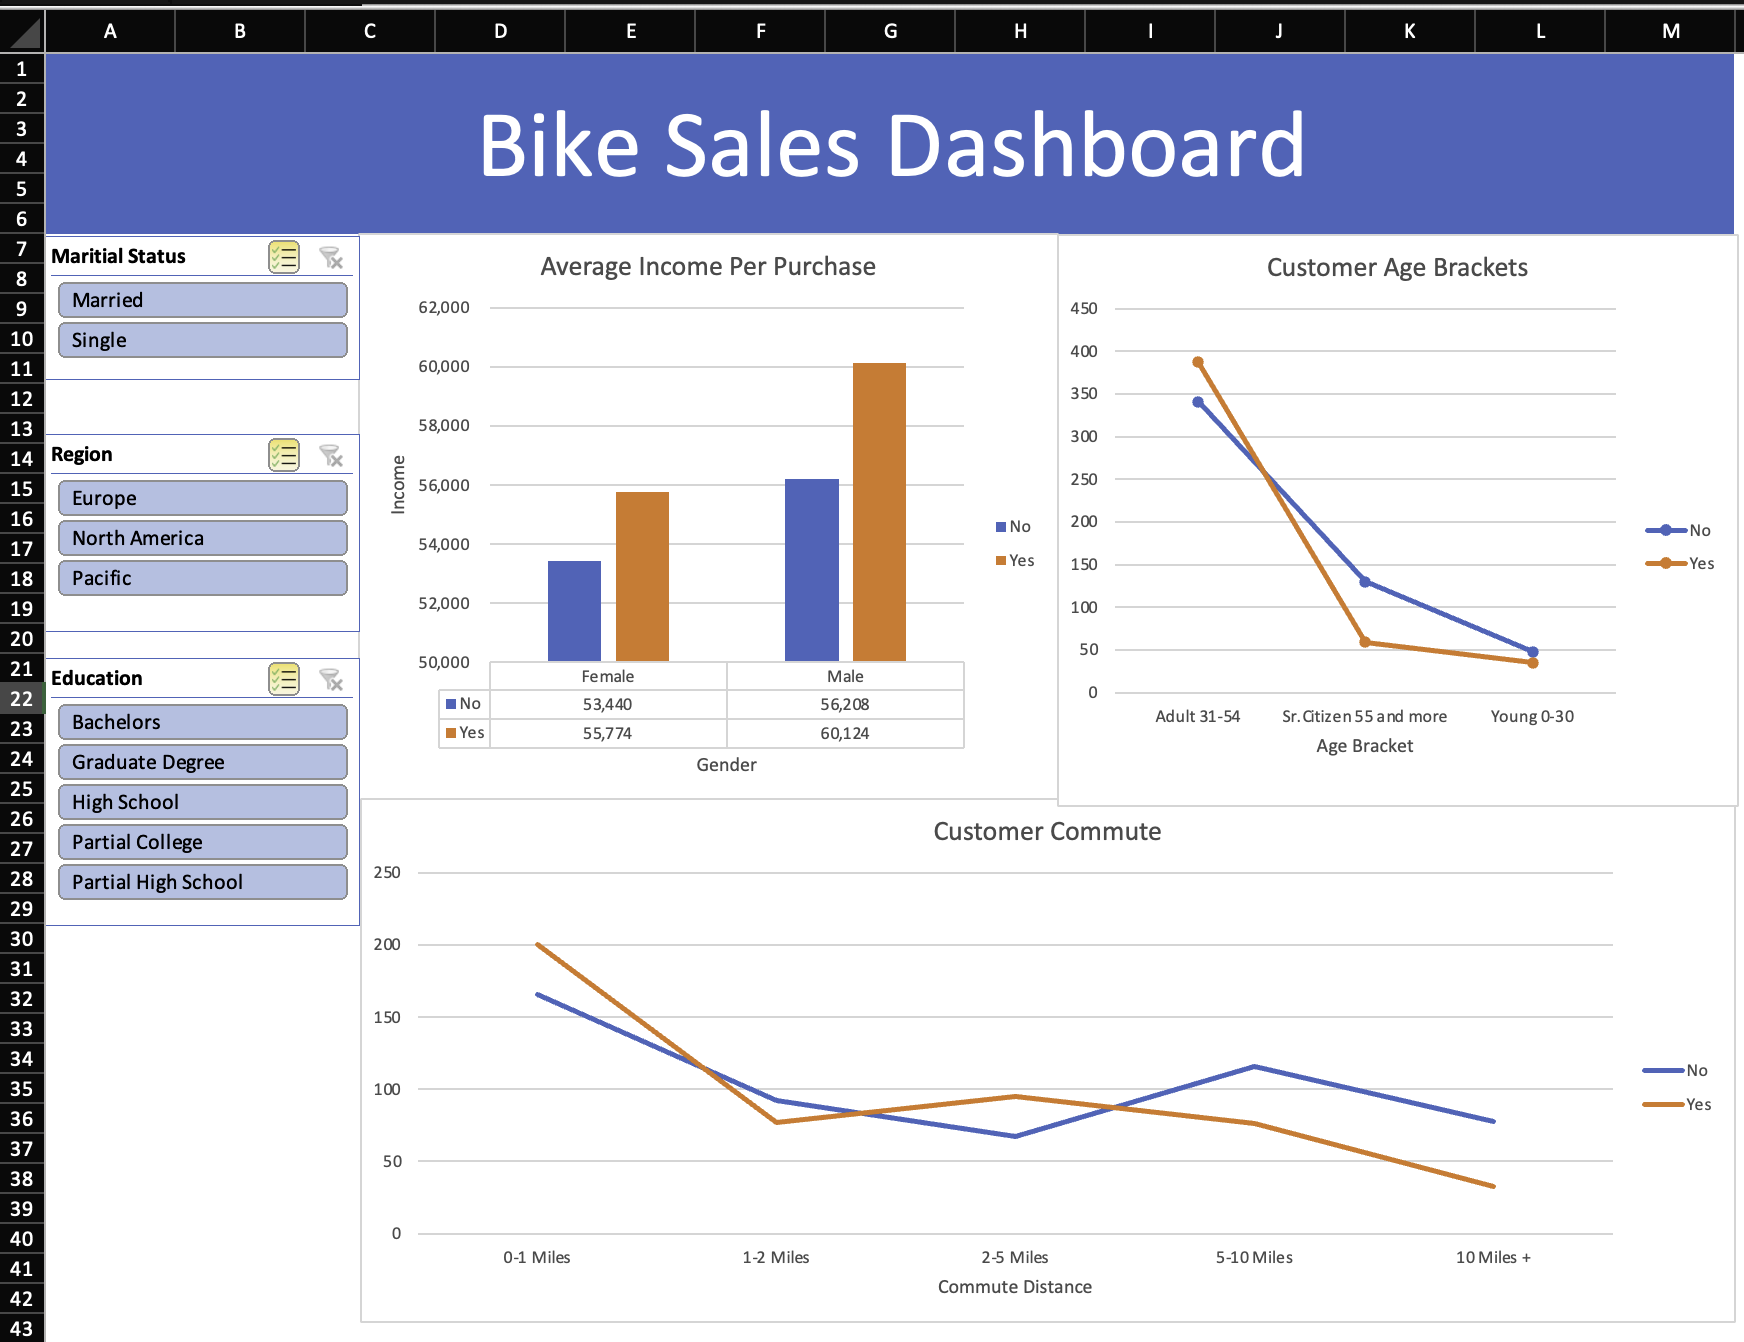 A B C D E F G H I J K L M
1
2
3
4
5
6
7
8
9
10
11
12
13
14
15
16
17
18
19
20
21
22
23
24
25
26
27
28
29
30
31
32
33
34
35
36
37
38
39
40
41
42
43
Bike Sales Dashboard
Maritial Status
Married
Single
Region
Europe
North America
Pacific
Education
Bachelors
Graduate Degree
High School
Partial College
Partial High School
Average Income Per Purchase
62,000
60,000
58,000
56,000
54,000
52,000
50,000
Income
Female Male
No 53,440 56,208
Yes 55,774 60,124
Gender
No
Yes
Customer Age Brackets
450
400
350
300
250
200
150
100
50
0
Adult 31-54 Sr. Citizen 55 and more Young 0-30
Age Bracket
No
Yes
Customer Commute
250
200
150
100
50
0
0-1 Miles 1-2 Miles 2-5 Miles 5-10 Miles 10 Miles +
Commute Distance
No
Yes